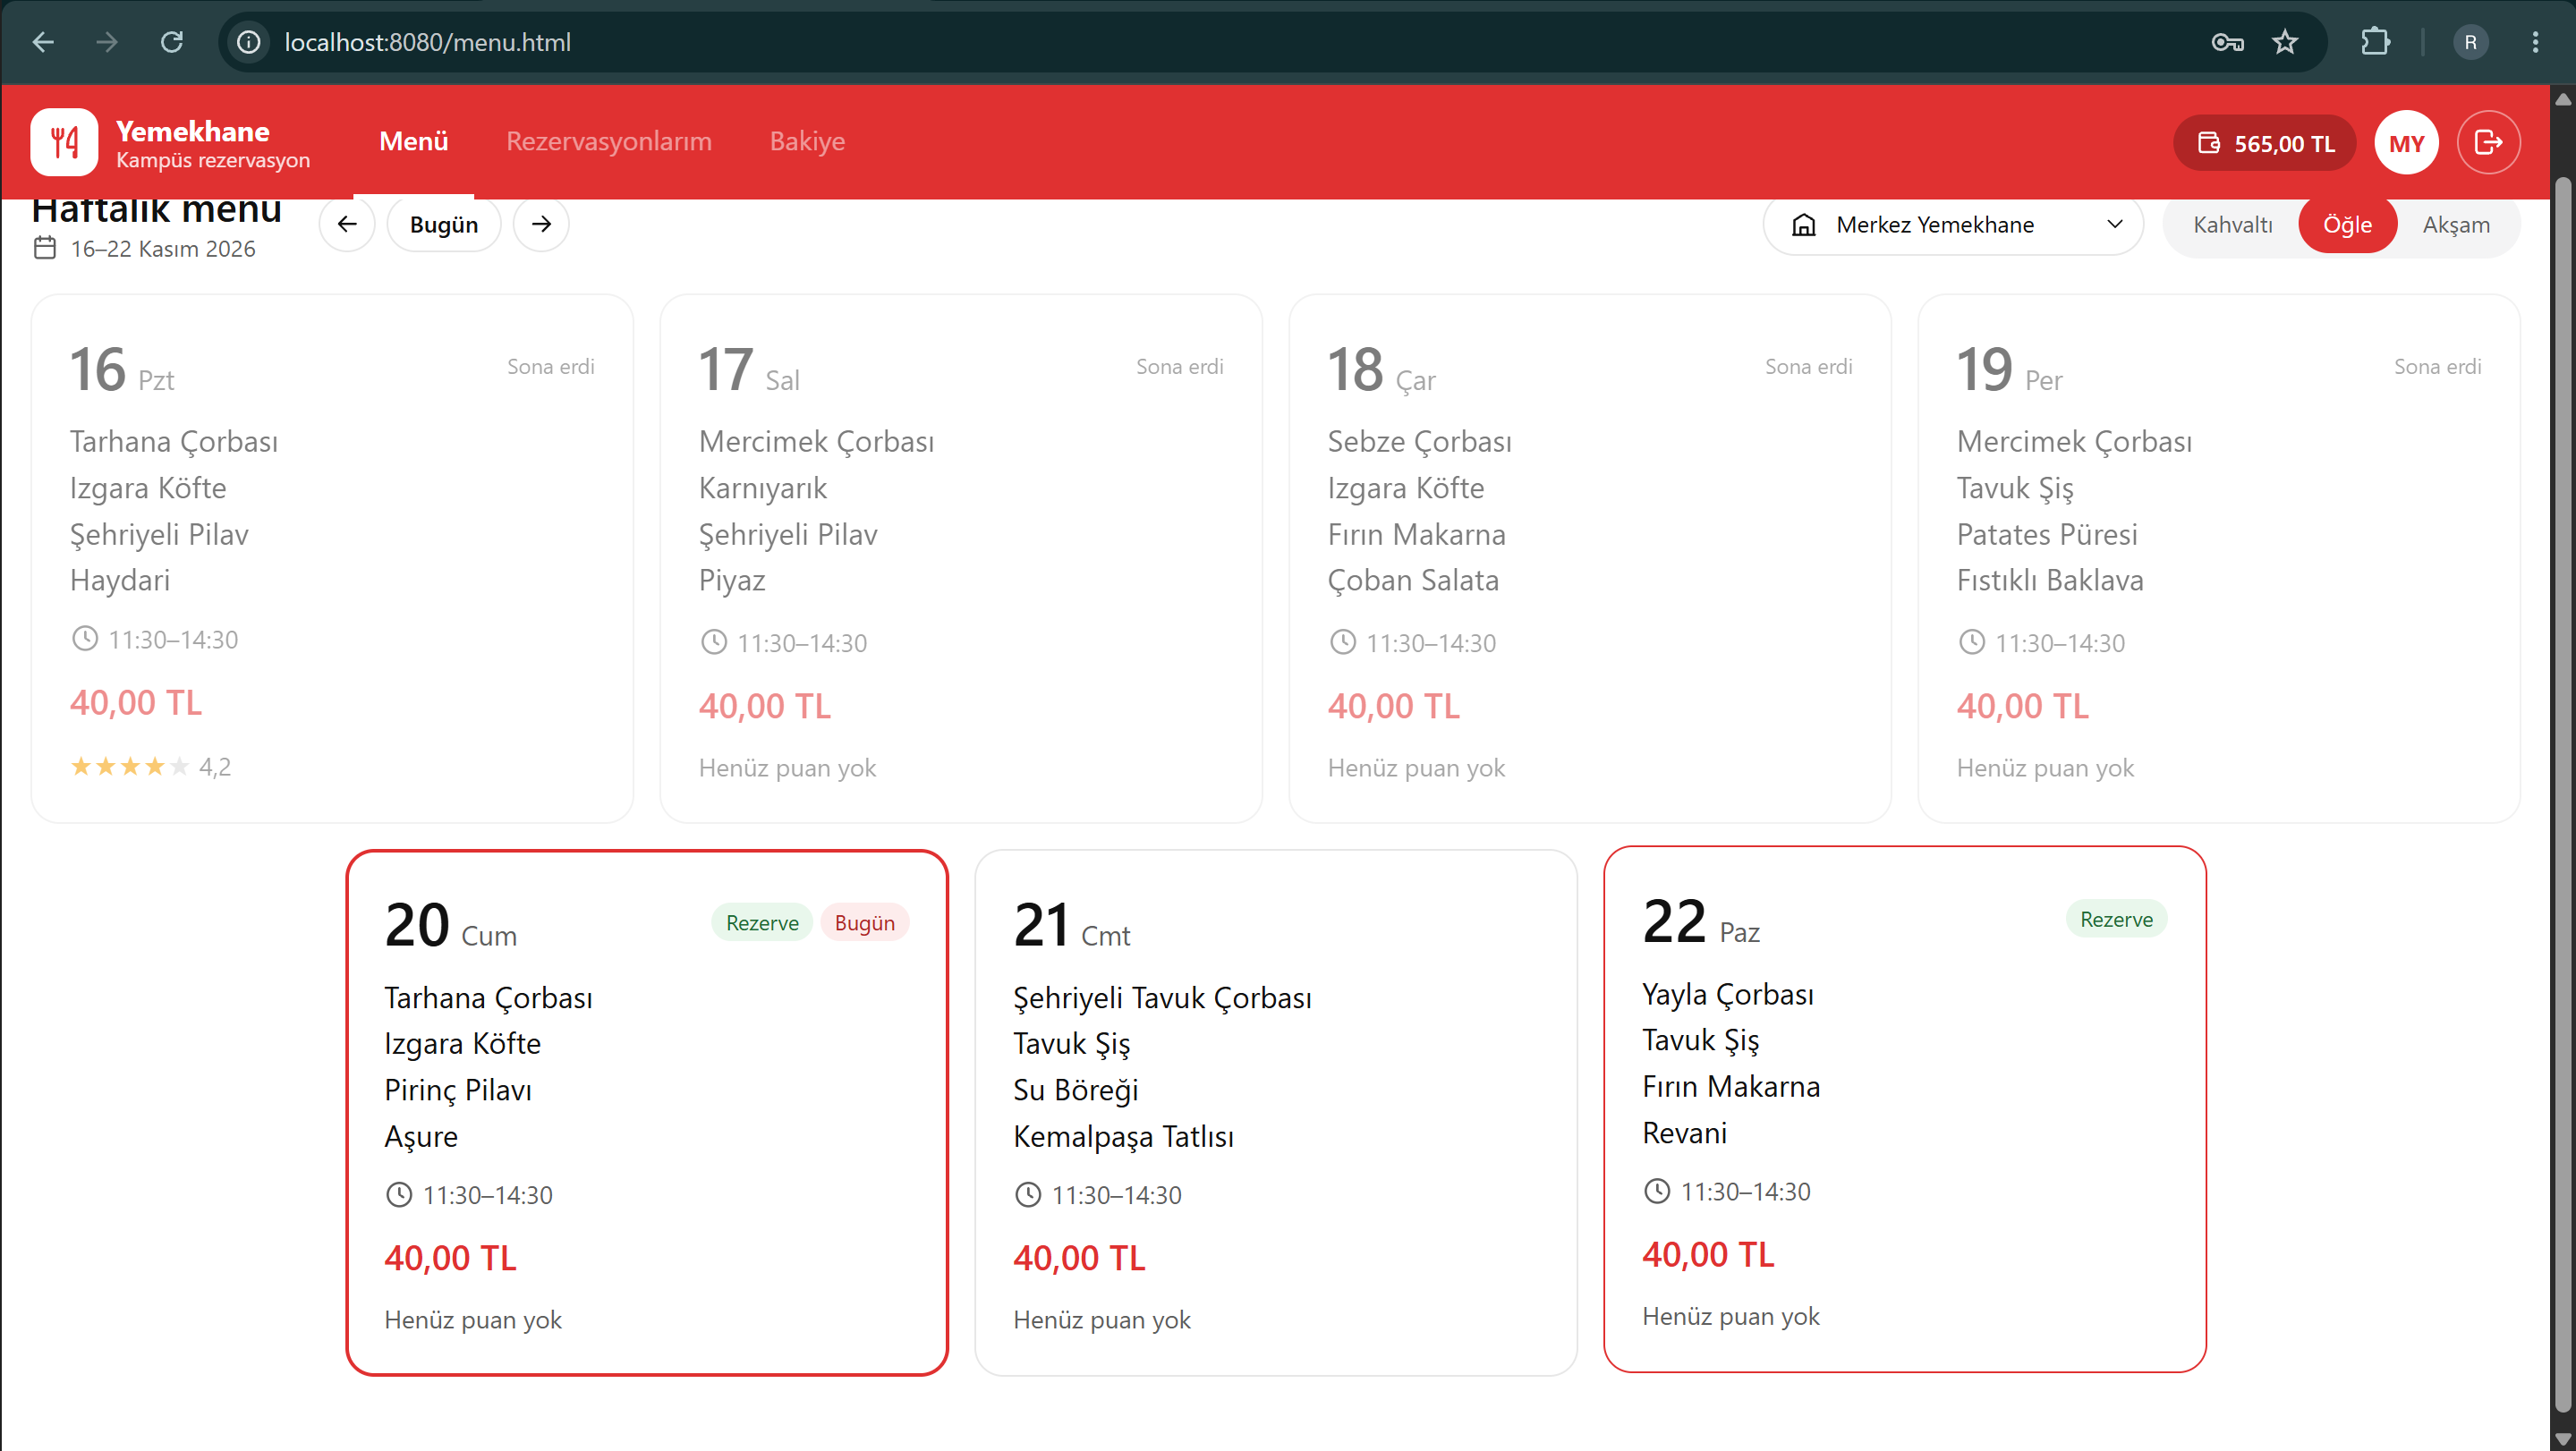 localhost:8080/menu.html
R
Yemekhane
Kampüs rezervasyon
Menü
Rezervasyonlarım
Bakiye
565,00 TL
MY
Haftalık menü
16–22 Kasım 2026
Bugün
Merkez Yemekhane
Kahvaltı
Öğle
Akşam
16 Pzt
Sona erdi
Tarhana Çorbası
Izgara Köfte
Şehriyeli Pilav
Haydari
11:30–14:30
40,00 TL
4,2
17 Sal
Sona erdi
Mercimek Çorbası
Karnıyarık
Şehriyeli Pilav
Piyaz
11:30–14:30
40,00 TL
Henüz puan yok
18 Çar
Sona erdi
Sebze Çorbası
Izgara Köfte
Fırın Makarna
Çoban Salata
11:30–14:30
40,00 TL
Henüz puan yok
19 Per
Sona erdi
Mercimek Çorbası
Tavuk Şiş
Patates Püresi
Fıstıklı Baklava
11:30–14:30
40,00 TL
Henüz puan yok
20 Cum
Rezerve
Bugün
Tarhana Çorbası
Izgara Köfte
Pirinç Pilavı
Aşure
11:30–14:30
40,00 TL
Henüz puan yok
21 Cmt
Şehriyeli Tavuk Çorbası
Tavuk Şiş
Su Böreği
Kemalpaşa Tatlısı
11:30–14:30
40,00 TL
Henüz puan yok
22 Paz
Rezerve
Yayla Çorbası
Tavuk Şiş
Fırın Makarna
Revani
11:30–14:30
40,00 TL
Henüz puan yok